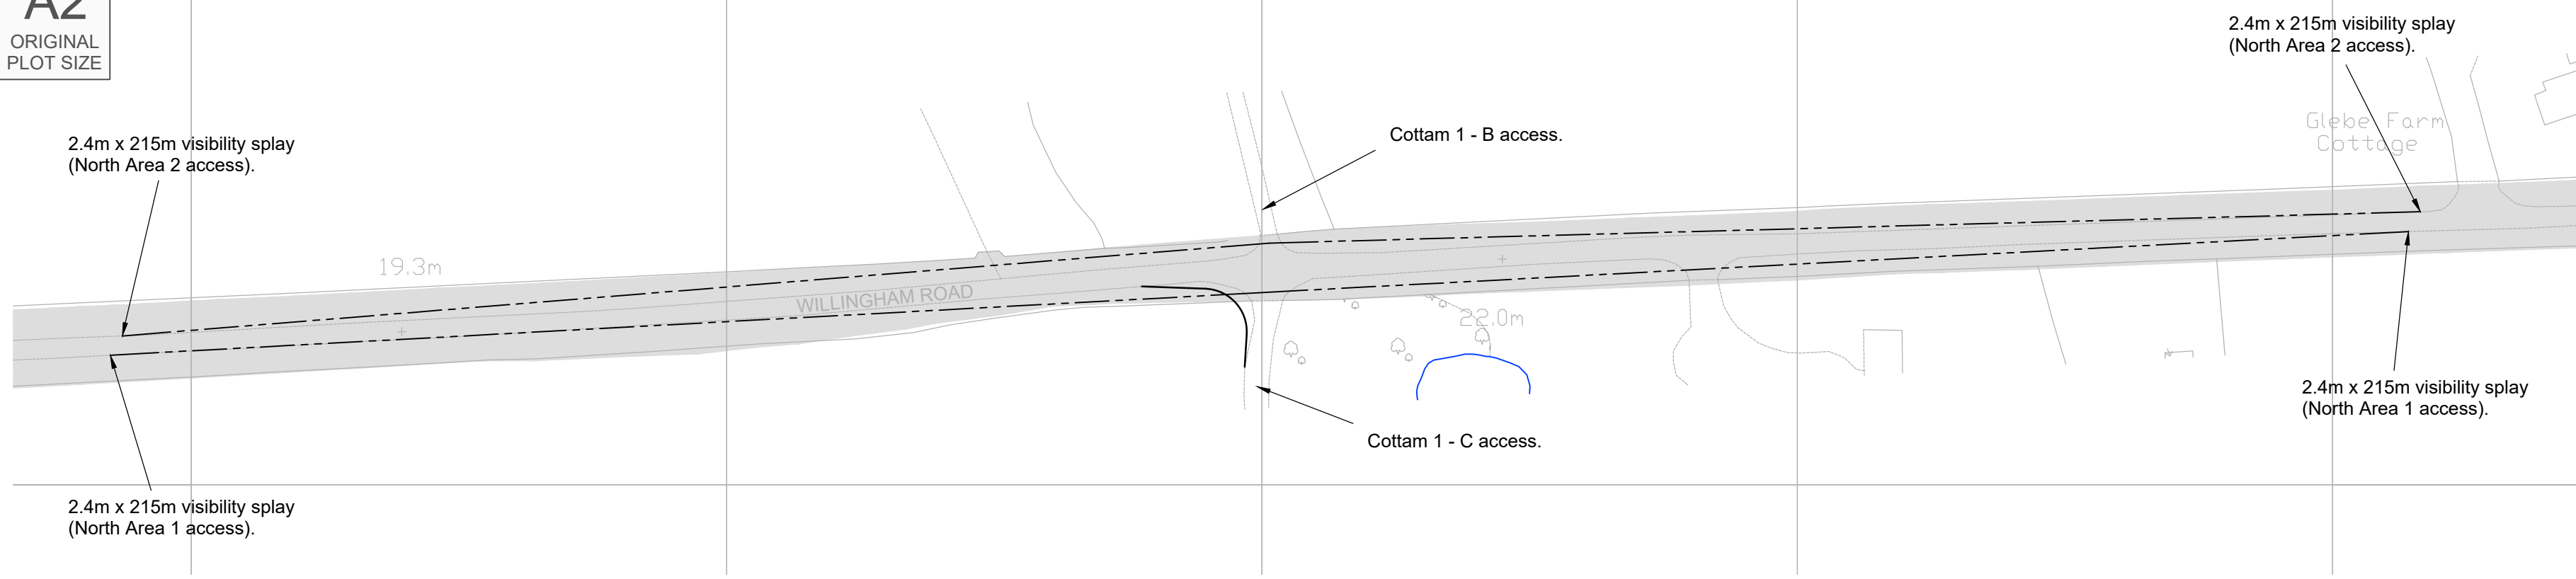 A2
ORIGINAL
PLOT SIZE
2.4m x 215m visibility splay
(North Area 2 access).
2.4m x 215m visibility splay
(North Area 2 access).
Cottam 1 - B access.
Glebe Farm
Cottage
19.3m
WILLINGHAM ROAD
22.0m
2.4m x 215m visibility splay
(North Area 1 access).
Cottam 1 - C access.
2.4m x 215m visibility splay
(North Area 1 access).